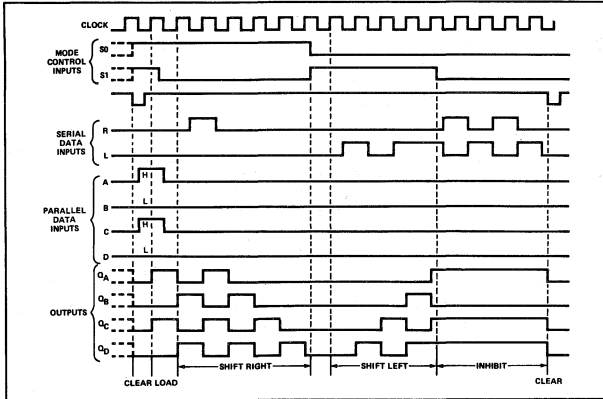 CLOCK
MODE
CONTROL
INPUTS
S0
S1
SERIAL
DATA
INPUTS
R
L
PARALLEL
DATA
INPUTS
A
H
B
L
C
H
D
L
OUTPUTS
QA
QB
QC
QD
CLEAR LOAD
SHIFT RIGHT
SHIFT LEFT
INHIBIT
CLEAR